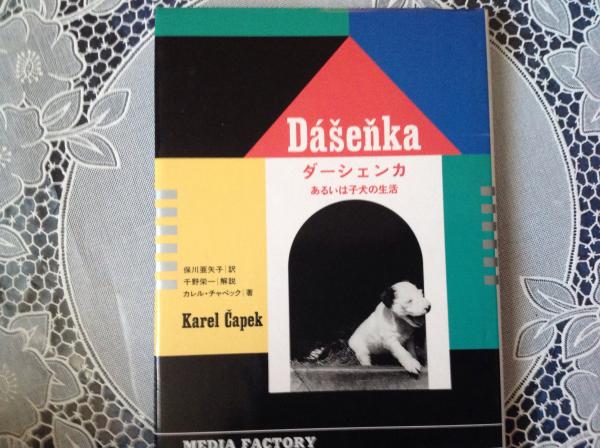 Dášeňka
ダーシェンカ
あるいは子犬の生活
保川亜矢子|訳
千野栄一|解説
カレル・チャペック|著
Karel Čapek
MEDIA FACTORY